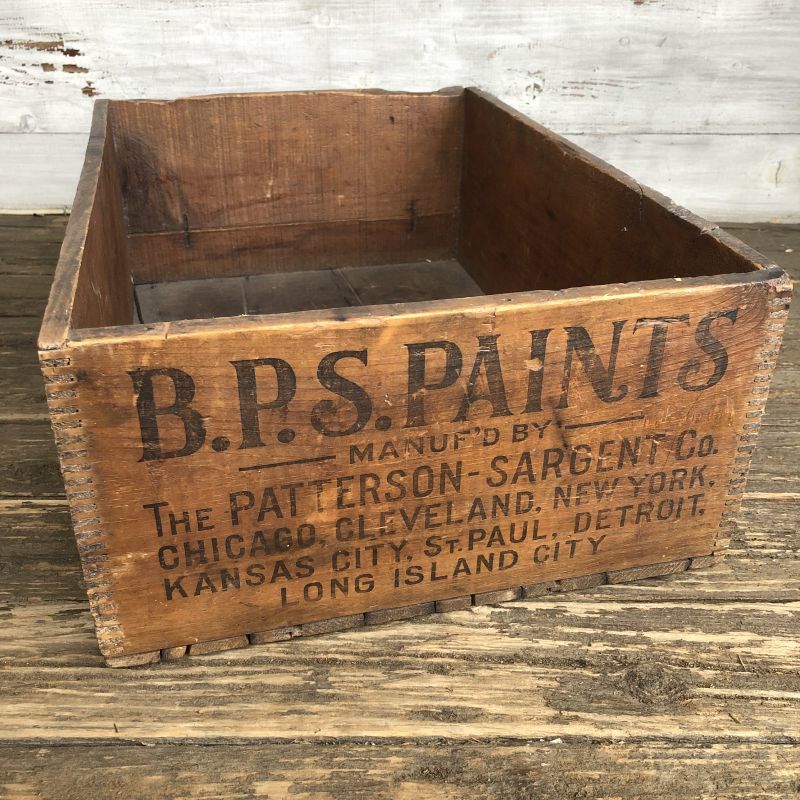 B.P.S. PAINTS
MANUF'D BY
THE PATTERSON-SARGENT CO.
CHICAGO, CLEVELAND, NEW YORK,
KANSAS CITY, ST. PAUL, DETROIT,
LONG ISLAND CITY